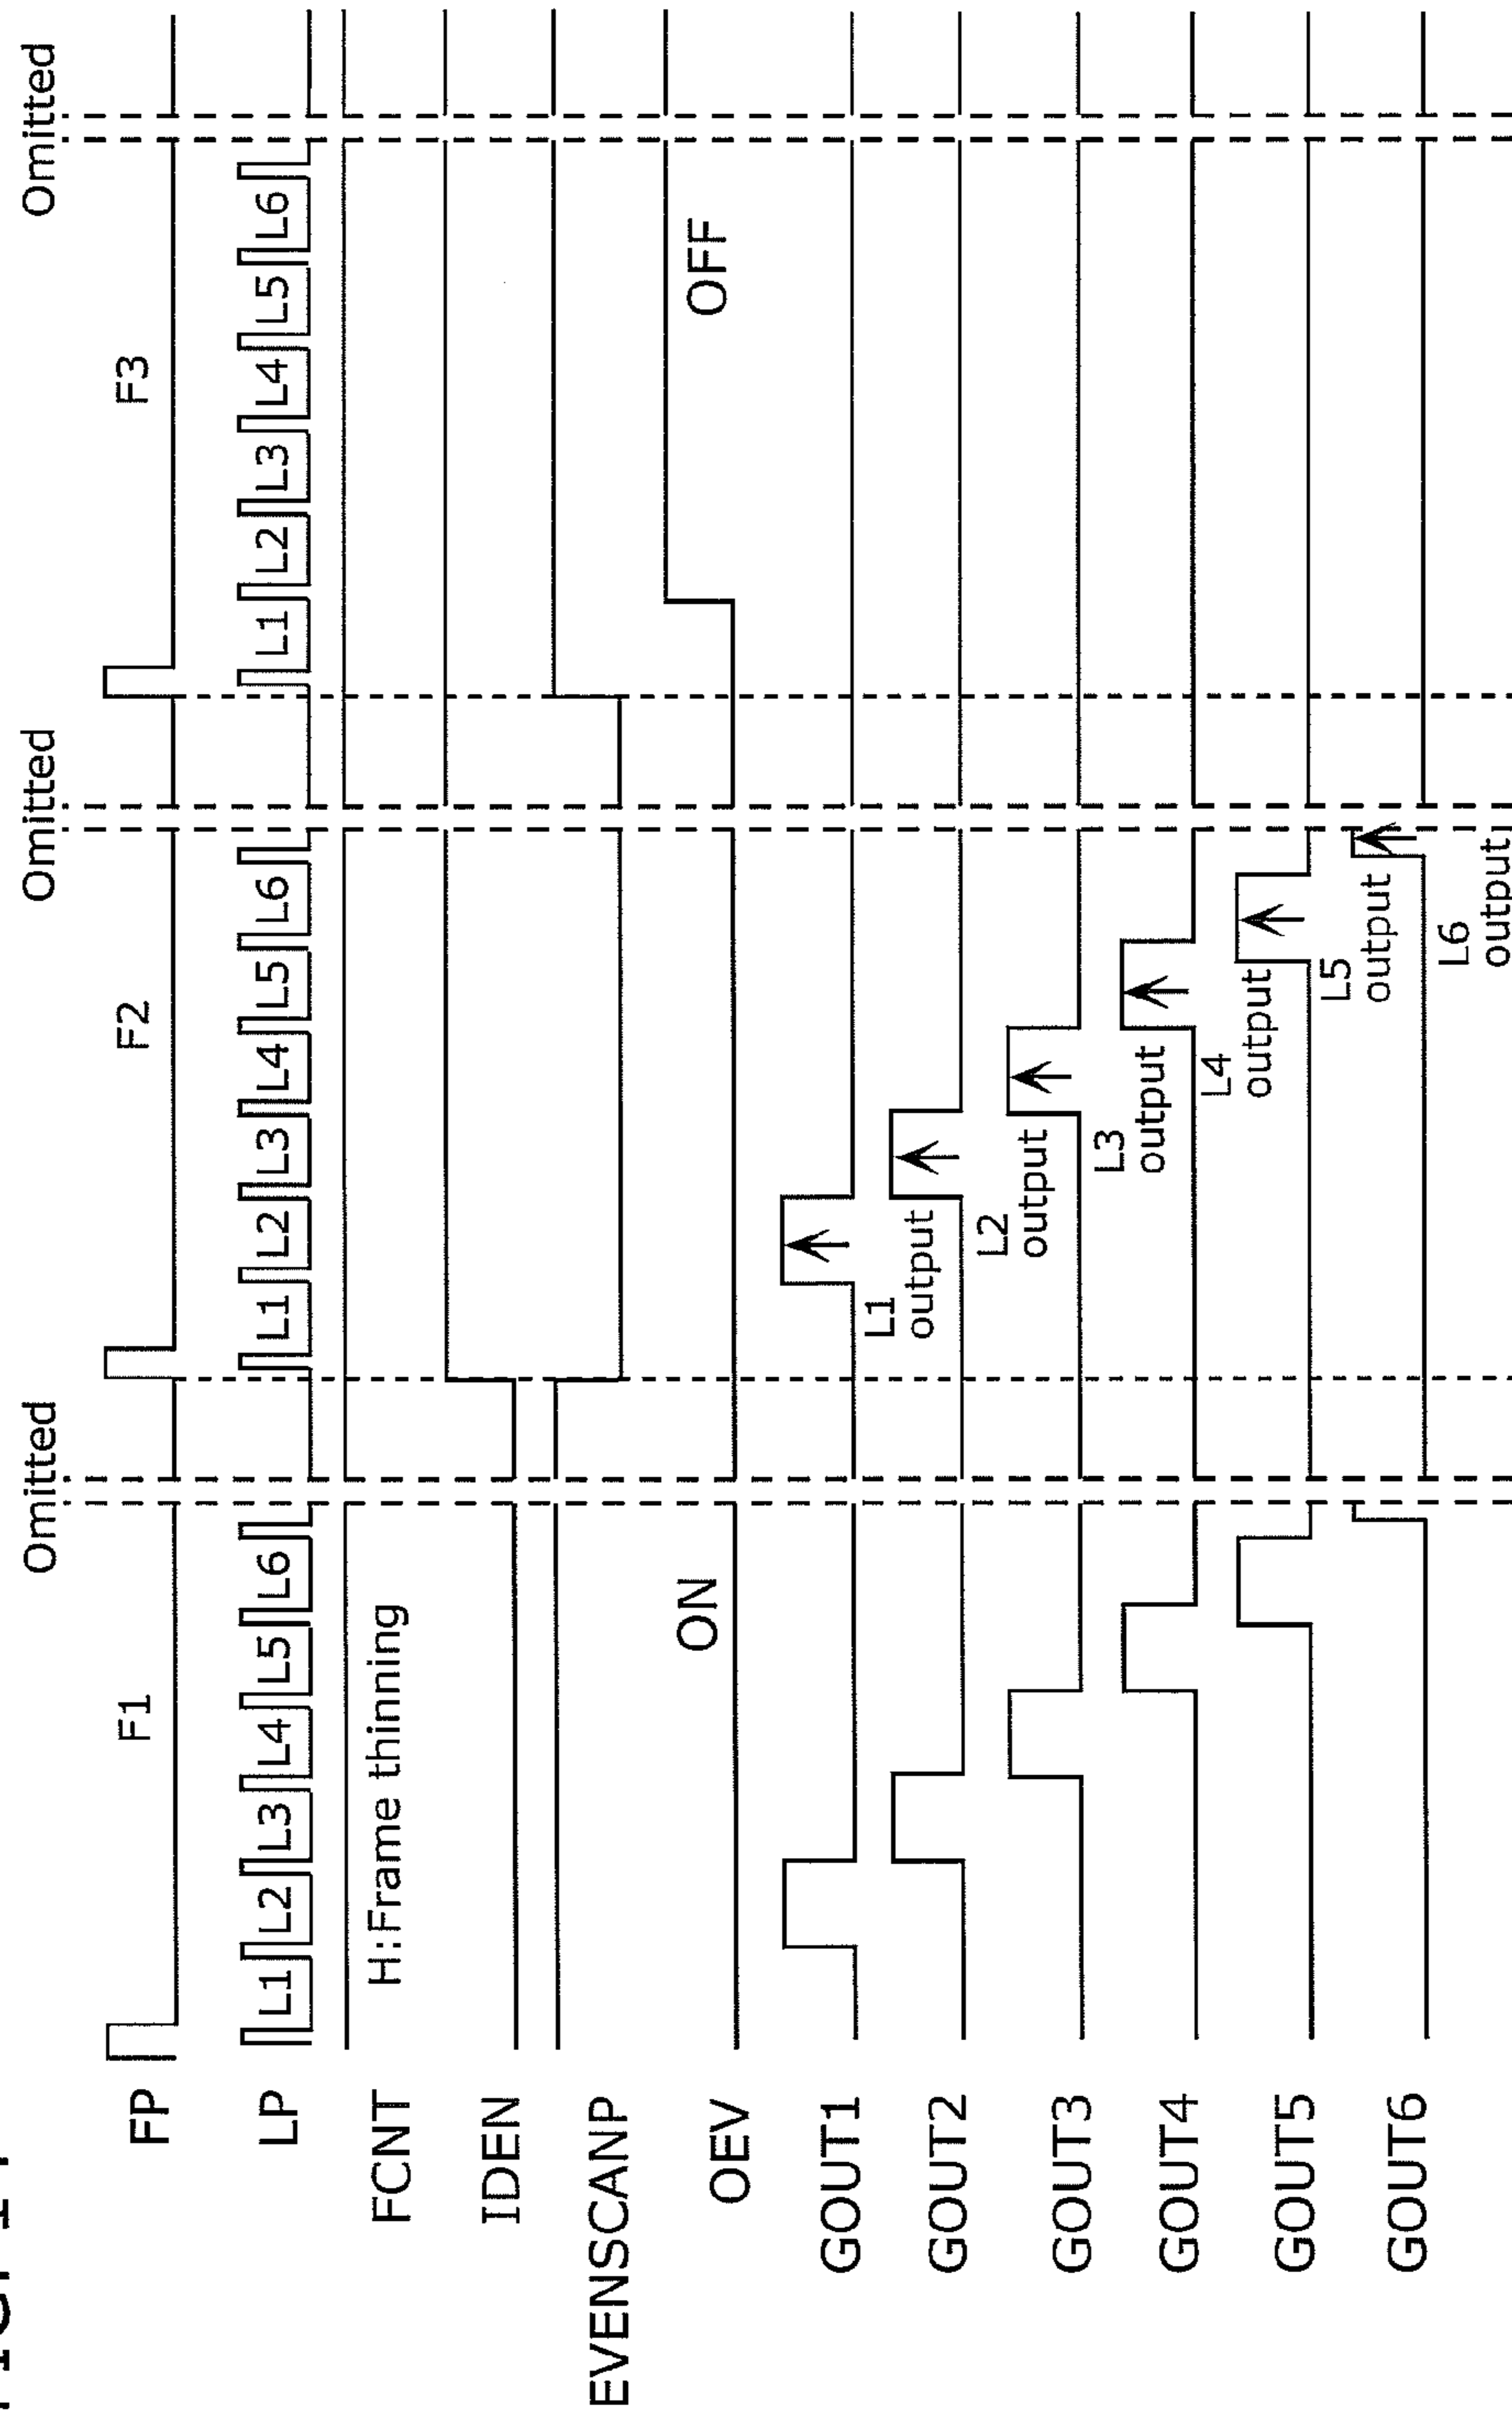 Omitted
Omitted
Omitted
FP
F1
F2
F3
LP
L1 L2 L3 L4 L5 L6
L1 L2 L3 L4 L5 L6
L1 L2 L3 L4 L5 L6
FCNT
H:Frame thinning
IDEN
EVENSCANP
OEV
ON
OFF
GOUT1
L1
output
GOUT2
L2
output
GOUT3
L3
output
GOUT4
L4
output
GOUT5
L5
output
GOUT6
L6
output